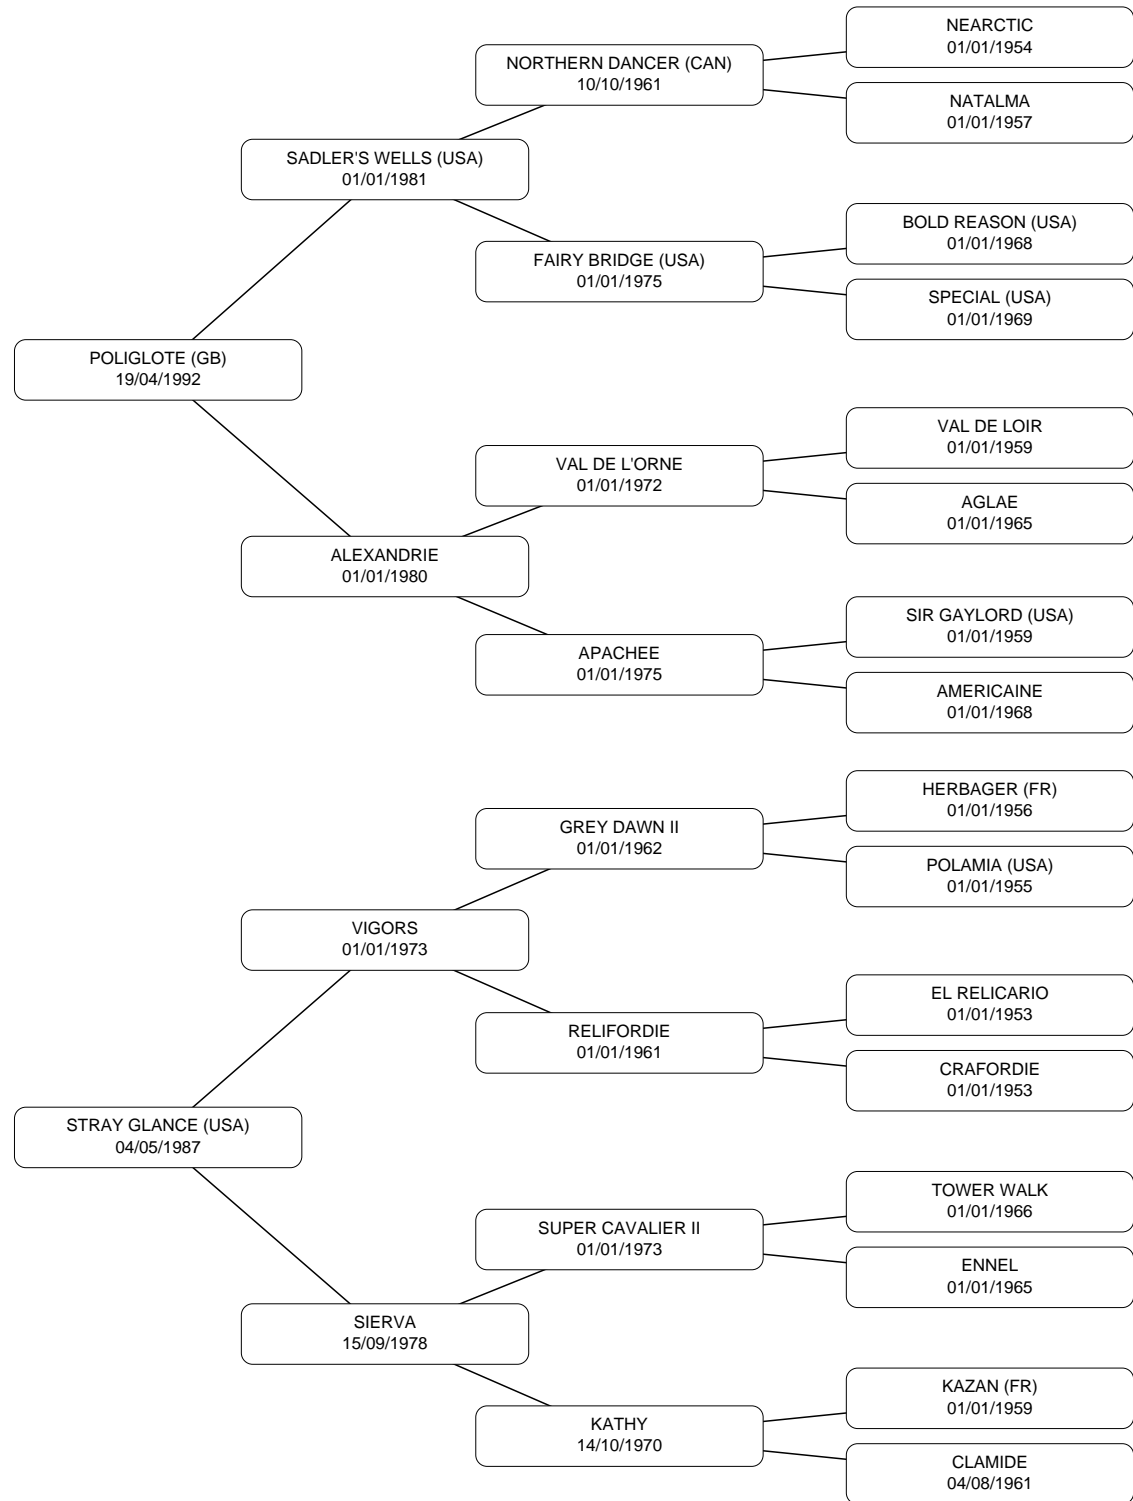 NEARCTIC
01/01/1954
NORTHERN DANCER (CAN)
10/10/1961
NATALMA
01/01/1957
SADLER'S WELLS (USA)
01/01/1981
BOLD REASON (USA)
01/01/1968
FAIRY BRIDGE (USA)
01/01/1975
SPECIAL (USA)
01/01/1969
POLIGLOTE (GB)
19/04/1992
VAL DE LOIR
01/01/1959
VAL DE L'ORNE
01/01/1972
AGLAE
01/01/1965
ALEXANDRIE
01/01/1980
SIR GAYLORD (USA)
01/01/1959
APACHEE
01/01/1975
AMERICAINE
01/01/1968
HERBAGER (FR)
01/01/1956
GREY DAWN II
01/01/1962
POLAMIA (USA)
01/01/1955
VIGORS
01/01/1973
EL RELICARIO
01/01/1953
RELIFORDIE
01/01/1961
CRAFORDIE
01/01/1953
STRAY GLANCE (USA)
04/05/1987
TOWER WALK
01/01/1966
SUPER CAVALIER II
01/01/1973
ENNEL
01/01/1965
SIERVA
15/09/1978
KAZAN (FR)
01/01/1959
KATHY
14/10/1970
CLAMIDE
04/08/1961